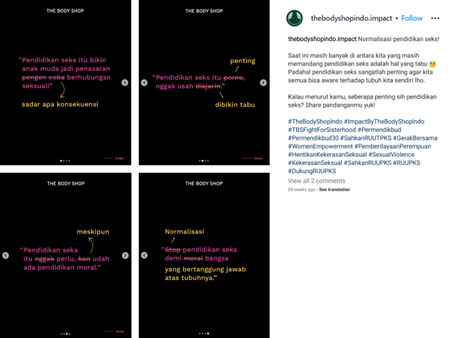 THE BODY SHOP
"Pendidikan seks itu bikin
anak muda jadi penasaran
pengen coba berhubungan
seksual!"
sadar apa konsekuensi
THE BODY SHOP
penting
"Pendidikan seks itu porno,
nggak usah diajarin."
dibikin tabu
THE BODY SHOP
meskipun
"Pendidikan seks
itu nggak perlu, kan udah
ada pendidikan moral."
THE BODY SHOP
Normalisasi
"Stop pendidikan seks
demi moral bangsa
yang bertanggung jawab
atas tubuhnya."
thebodyshopindo.impact • Follow
thebodyshopindo.impact Normalisasi pendidikan seks!
Saat ini masih banyak di antara kita yang masih
memandang pendidikan seks adalah hal yang tabu
Padahal pendidikan seks sangatlah penting agar kita
semua bisa aware terhadap tubuh kita sendiri lho.
Kalau menurut kamu, seberapa penting sih pendidikan
seks? Share pandanganmu yuk!
#TheBodyShopIndo #ImpactByTheBodyShopIndo
#TBSFightForSisterhood #Permendikbud
#Permendikbud30 #SahkanRUUTPKS #GerakBersama
#WomenEmpowerment #PemberdayaanPerempuan
#HentikanKekerasanSeksual #SexualViolence
#KekerasanSeksual #SahkanRUUPKS #RUUPKS
#DukungRUUPKS
View all 2 comments
69 weeks ago • See translation